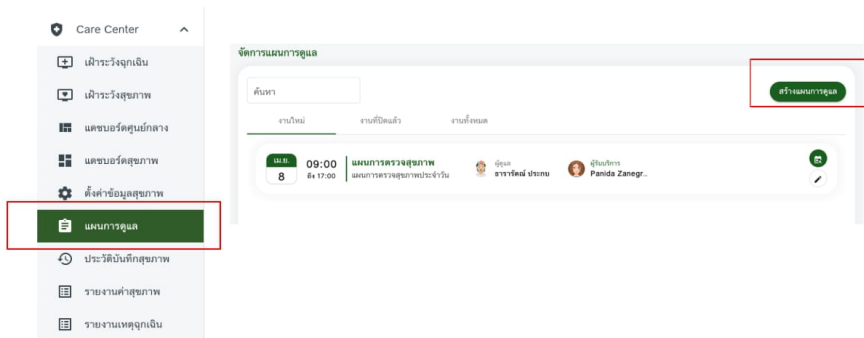 Care Center
เฝ้าระวังฉุกเฉิน
เฝ้าระวังสุขภาพ
แดชบอร์ดศูนย์กลาง
แดชบอร์ดสุขภาพ
ตั้งค่าข้อมูลสุขภาพ
แผนการดูแล
ประวัติบันทึกสุขภาพ
รายงานค่าสุขภาพ
รายงานเหตุฉุกเฉิน
จัดการแผนการดูแล
ค้นหา
สร้างแผนการดูแล
งานใหม่ งานที่ปิดแล้ว งานทั้งหมด
เม.ย.
8
09:00
ถึง 17:00
แผนการตรวจสุขภาพ
แผนการตรวจสุขภาพประจำวัน
ผู้ดูแล
ธารารัตน์ ประกบ
ผู้รับบริการ
Panida Zanegr..